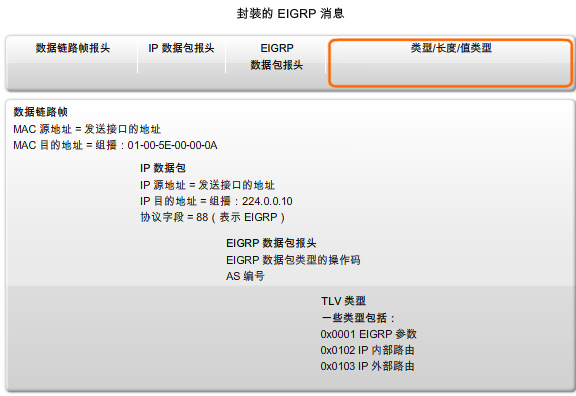 封装的 EIGRP 消息
数据链路帧报头
IP 数据包报头
EIGRP
数据包报头
类型/长度/值类型
数据链路帧
MAC 源地址 = 发送接口的地址
MAC 目的地址 = 组播：01-00-5E-00-00-0A
IP 数据包
IP 源地址 = 发送接口的地址
IP 目的地址 = 组播：224.0.0.10
协议字段 = 88（表示 EIGRP）
EIGRP 数据包报头
EIGRP 数据包类型的操作码
AS 编号
TLV 类型
一些类型包括：
0x0001 EIGRP 参数
0x0102 IP 内部路由
0x0103 IP 外部路由